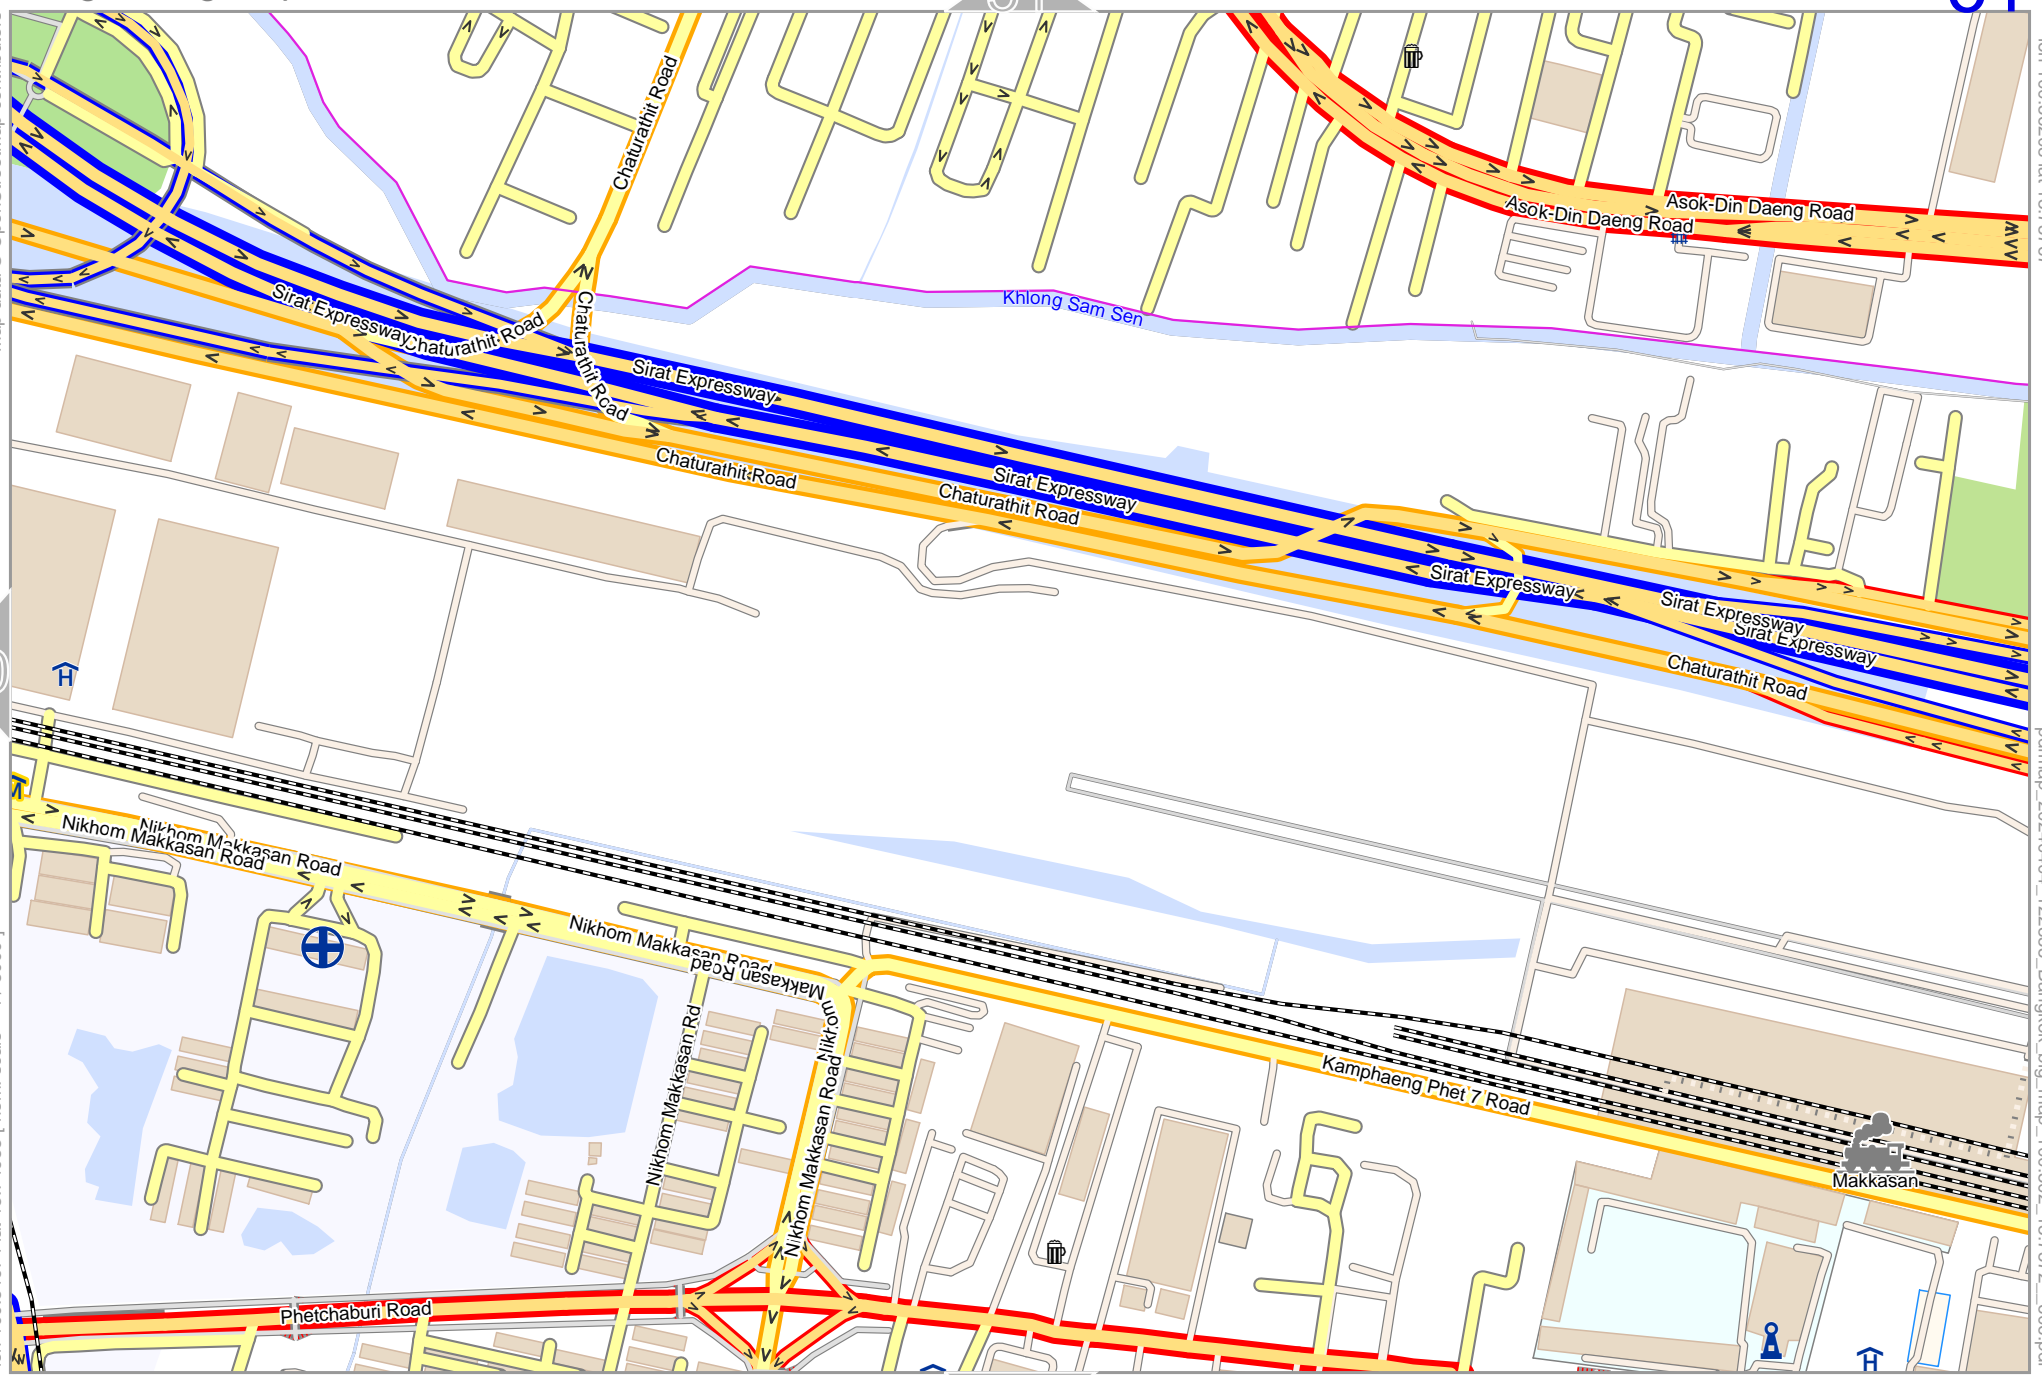 Chaturathit Road
Asok-Din Daeng Road
Asok-Din Daeng Road
Khlong Sam Sen
Sirat Expressway
Chaturathit Road
Chaturathit Road
Sirat Expressway
Chaturathit Road
Sirat Expressway
Chaturathit Road
Sirat Expressway
Sirat Expressway
Sirat Expressway
Chaturathit Road
H
M
Nikhom Makkasan Road
Nikhom Makkasan Road
Nikhom Makkasan Road
Makkasan Road
Nikhom Makkasan Rd
Nikhom Makkasan Road
Kamphaeng Phet 7 Road
Makkasan
Phetchaburi Road
H